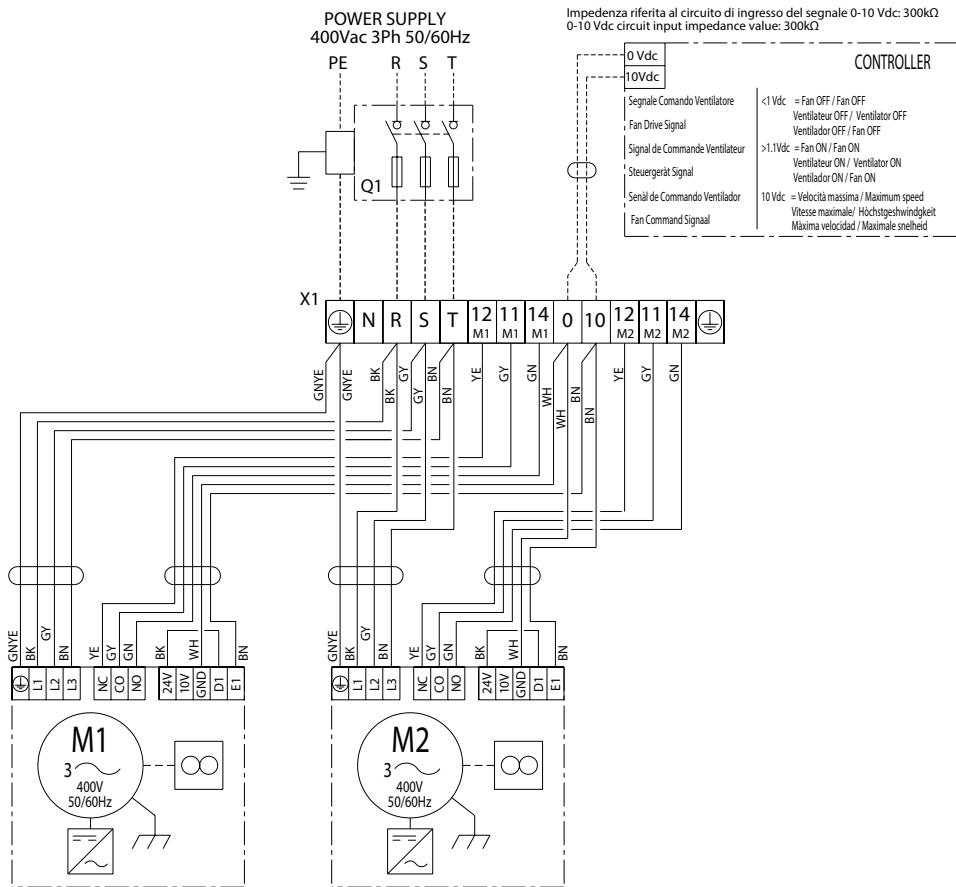 POWER SUPPLY
400Vac 3Ph 50/60Hz
PE R S T
Q1
Impedenza riferita al circuito di ingresso del segnale 0-10 Vdc: 300kΩ
0-10 Vdc circuit input impedance value: 300kΩ
0 Vdc
10Vdc
CONTROLLER
Segnale Comando Ventilatore
Fan Drive Signal
Signal de Commande Ventilateur
Steuergeràt Signal
Senàl de Commando Ventilador
Fan Command Signaal
<1 Vdc = Fan OFF / Fan OFF
Ventilateur OFF / Ventilator OFF
Ventilador OFF / Fan OFF
>1.1Vdc = Fan ON / Fan ON
Ventilateur ON / Ventilator ON
Ventilador ON / Fan ON
10 Vdc = Velocità massima / Maximum speed
Vitesse maximale/ Höchstgeshwindgkeit
Màxima velocidad / Maximale snelheid
X1
N R S T 12 11 14 0 10 12 11 14
M1 M1 M1 M2 M2 M2
GNYE GNYE BK BK GY GY BN BN YE GY GN WH WH BN BN YE GY GN
GNYE BK GY BN YE GY GN BK WH BN
L1 L2 L3 NC CO NO 24V 10V GND D1 E1
M1
3
400V
50/60Hz
GNYE BK GY BN YE GY GN BK WH BN
L1 L2 L3 NC CO NO 24V 10V GND D1 E1
M2
3
400V
50/60Hz